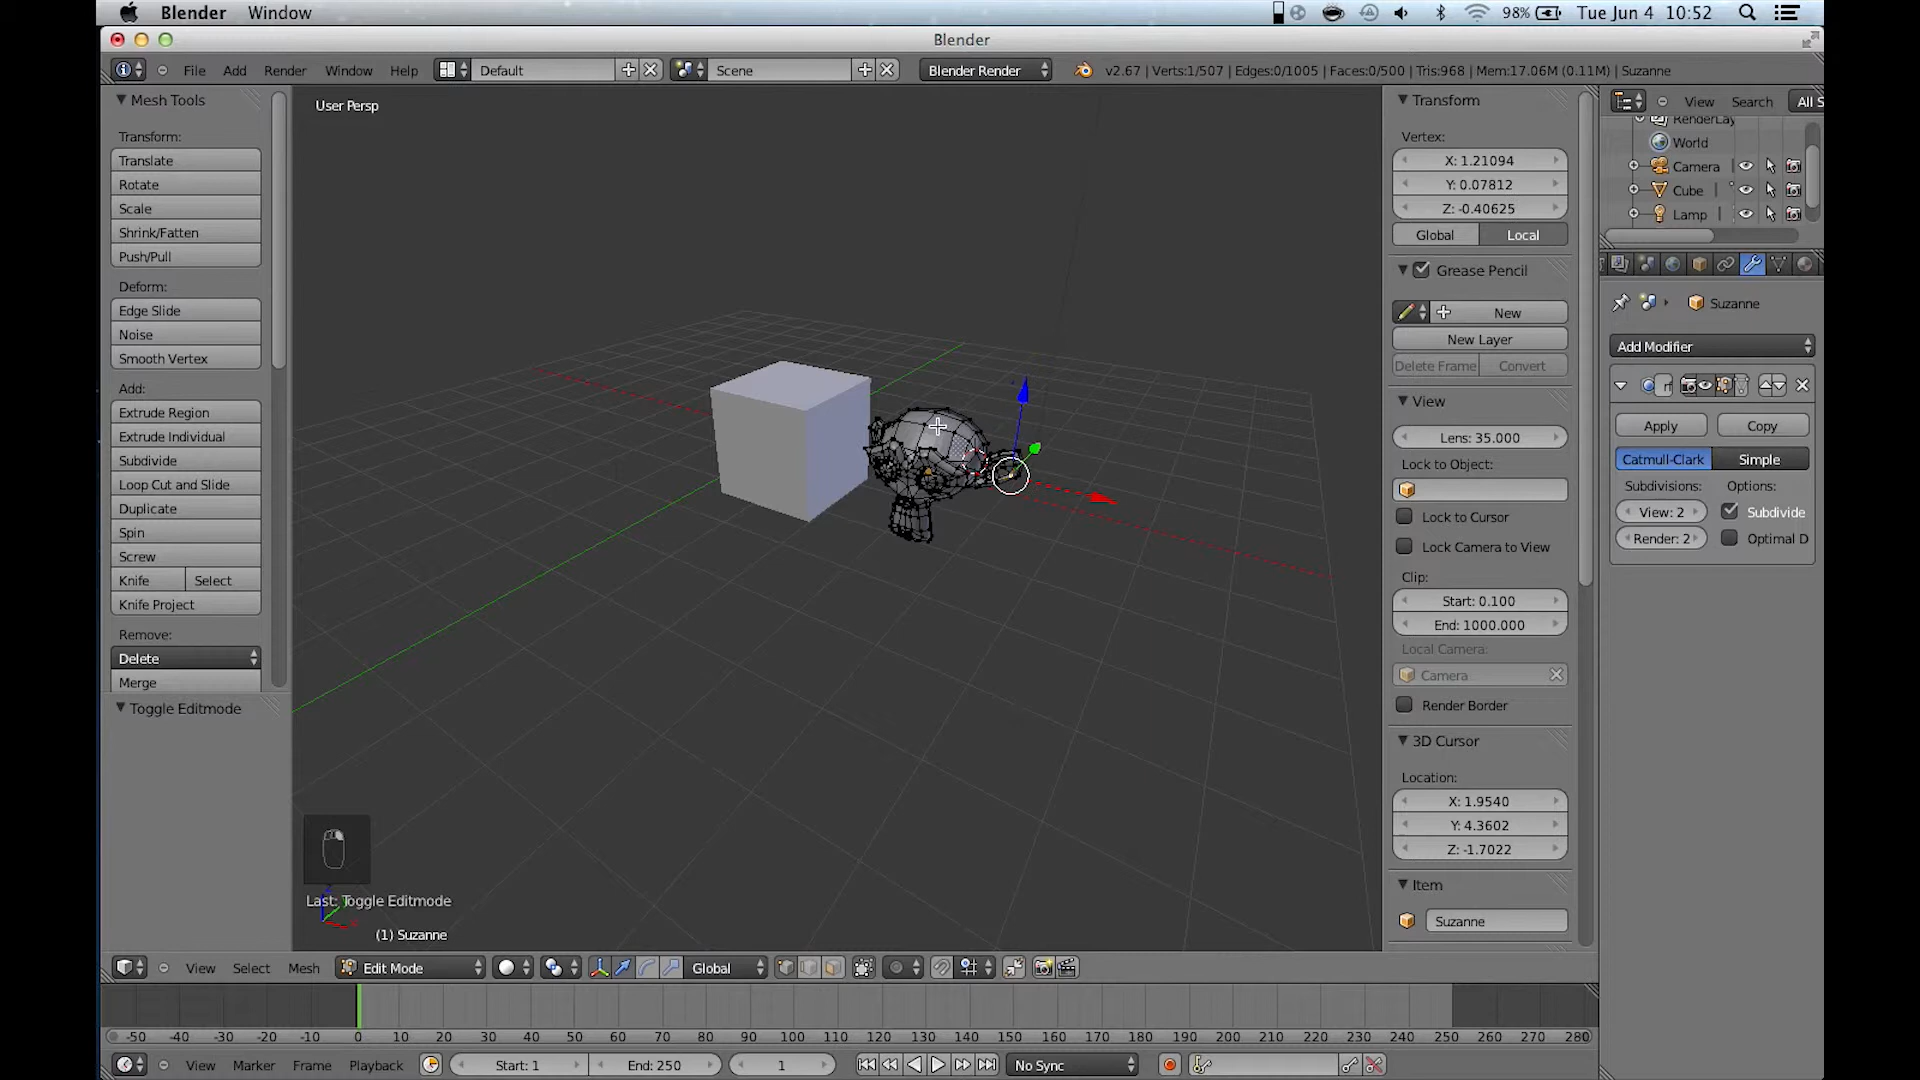 Blender Window 98% Tue Jun 4 10:52
Blender
File Add Render Window Help Default Scene Blender Render v2.67 | Verts:1/507 | Edges:0/1005 | Faces:0/500 | Tris:968 | Mem:17.06M (0.11M) | Suzanne
Mesh Tools
Transform:
Translate
Rotate
Scale
Shrink/Fatten
Push/Pull
Deform:
Edge Slide
Noise
Smooth Vertex
Add:
Extrude Region
Extrude Individual
Subdivide
Loop Cut and Slide
Duplicate
Spin
Screw
Knife Select
Knife Project
Remove:
Delete
Merge
Toggle Editmode
User Persp
Last: Toggle Editmode
(1) Suzanne
Transform
Vertex:
X: 1.21094
Y: 0.07812
Z: -0.40625
Global Local
Grease Pencil
New
New Layer
Delete Frame Convert
View
Lens: 35.000
Lock to Object:
Lock to Cursor
Lock Camera to View
Clip:
Start: 0.100
End: 1000.000
Local Camera:
Camera
Render Border
3D Cursor
Location:
X: 1.9540
Y: 4.3602
Z: -1.7022
Item
Suzanne
View Search All S
RenderLay
World
Camera
Cube
Lamp
Suzanne
Add Modifier
Apply Copy
Catmull-Clark Simple
Subdivisions: Options:
View: 2 Subdivide
Render: 2 Optimal D
View Select Mesh Edit Mode Global
-50 -40 -30 -20 -10 0 10 20 30 40 50 60 70 80 90 100 110 120 130 140 150 160 170 180 190 200 210 220 230 240 250 260 270 280
View Marker Frame Playback Start: 1 End: 250 1 No Sync